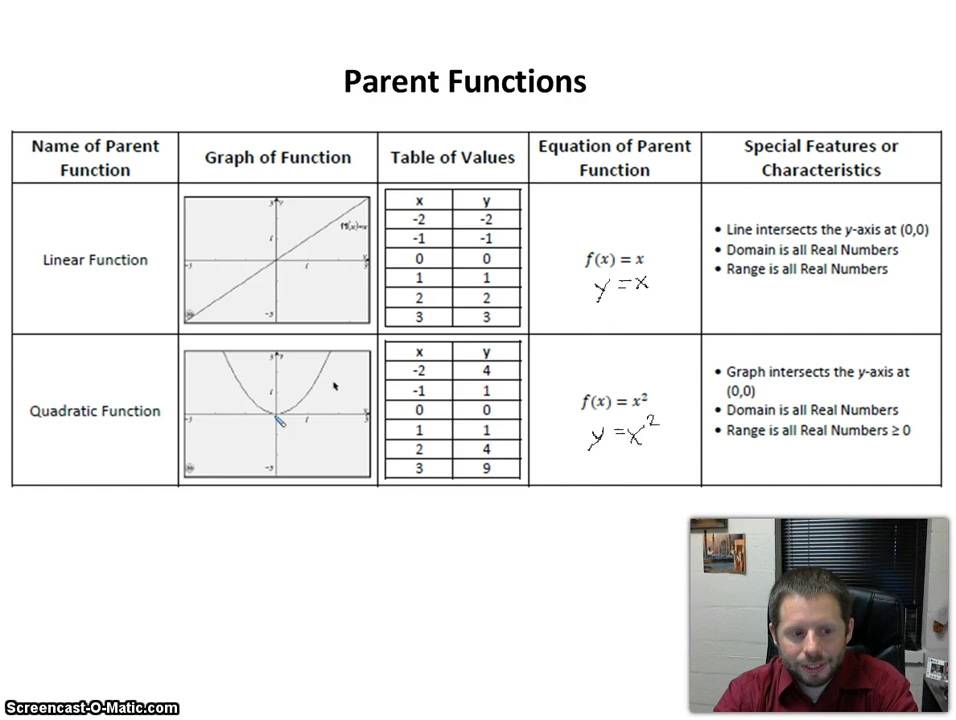 Parent Functions
Name of Parent Function
Graph of Function
Table of Values
Equation of Parent Function
Special Features or Characteristics
Linear Function
x y
-2 -2
-1 -1
0 0
1 1
2 2
3 3
f(x) = x
y = x
• Line intersects the y-axis at (0,0)
• Domain is all Real Numbers
• Range is all Real Numbers
Quadratic Function
x y
-2 4
-1 1
0 0
1 1
2 4
3 9
f(x) = x²
y = x²
• Graph intersects the y-axis at
(0,0)
• Domain is all Real Numbers
• Range is all Real Numbers ≥ 0
Screencast-O-Matic.com